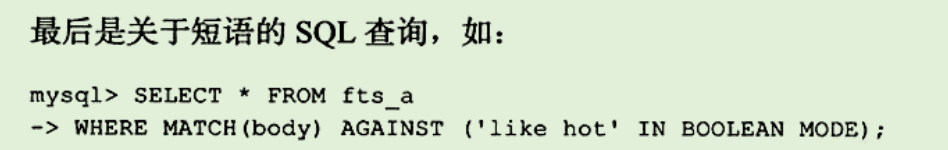 最后是关于短语的 SQL 查询，如：
mysql> SELECT * FROM fts_a
-> WHERE MATCH(body) AGAINST ('like hot' IN BOOLEAN MODE);